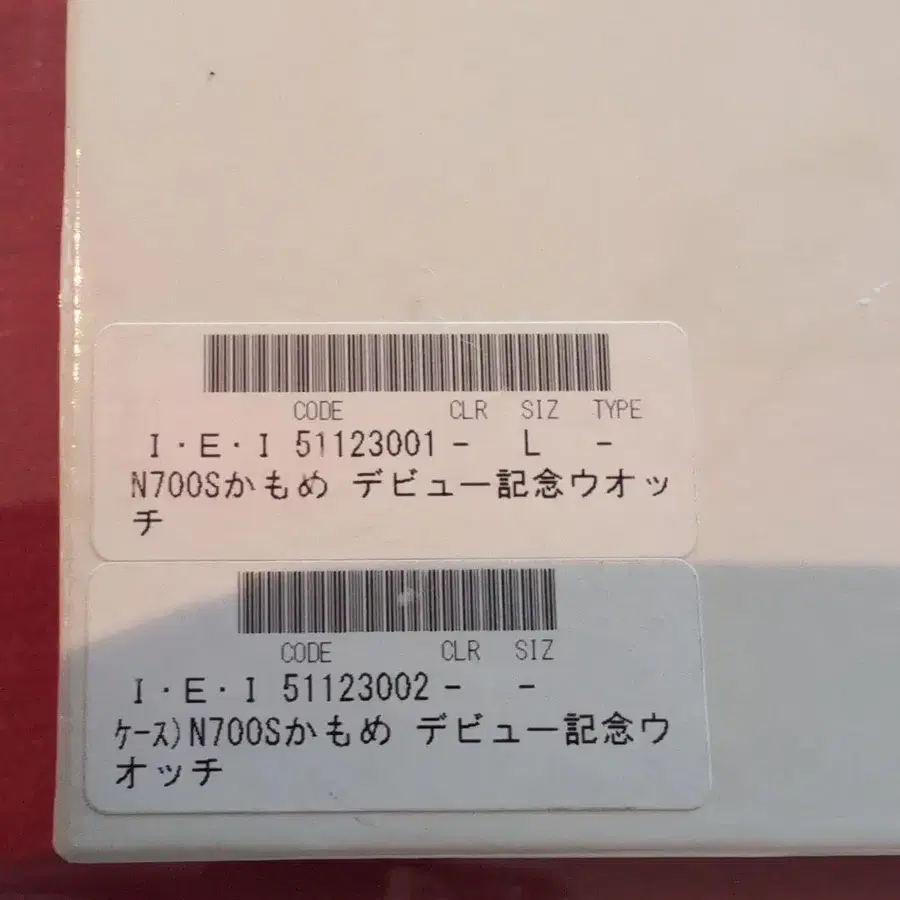 CODE CLR SIZ TYPE
I・E・I 51123001 - L -
N700Sかもめ デビュー記念ウオッ
チ
CODE CLR SIZ
I・E・I 51123002 - -
ｹｰｽ)N700Sかもめ デビュー記念ウ
オッチ